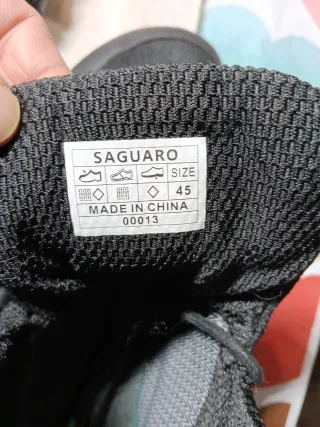 SAGUARO
SIZE
45
MADE IN CHINA
00013